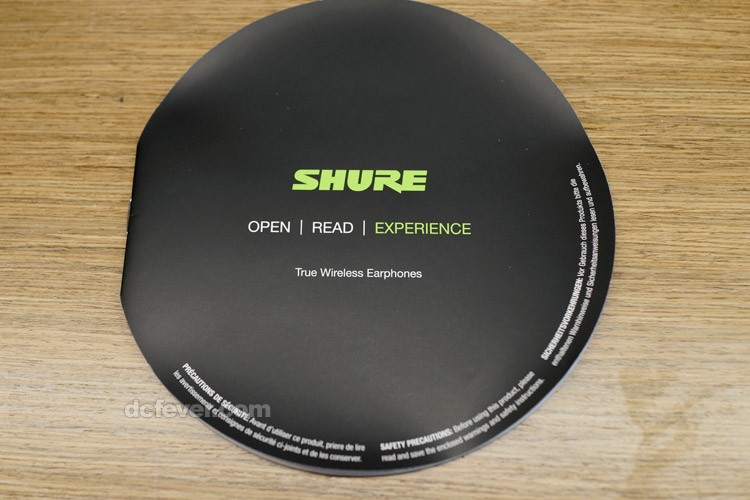 SHURE
OPEN | READ | EXPERIENCE
True Wireless Earphones
PRÉCAUTIONS DE SÉCURITÉ: Avant d'utiliser ce produit, priere de lire
les avertissements et consignes de sécurité ci-joints et de les conserver.
SAFETY PRECAUTIONS: Before using this product, please
read and save the enclosed warnings and safety instructions.
SICHERHEITSVORKEHRUNGEN: Vor Gebrauch dieses Produkts bitte die
enthaltenen Warnhinweise und Sicherheitsanweisungen lesen und aufbewahren.
dcfever.com